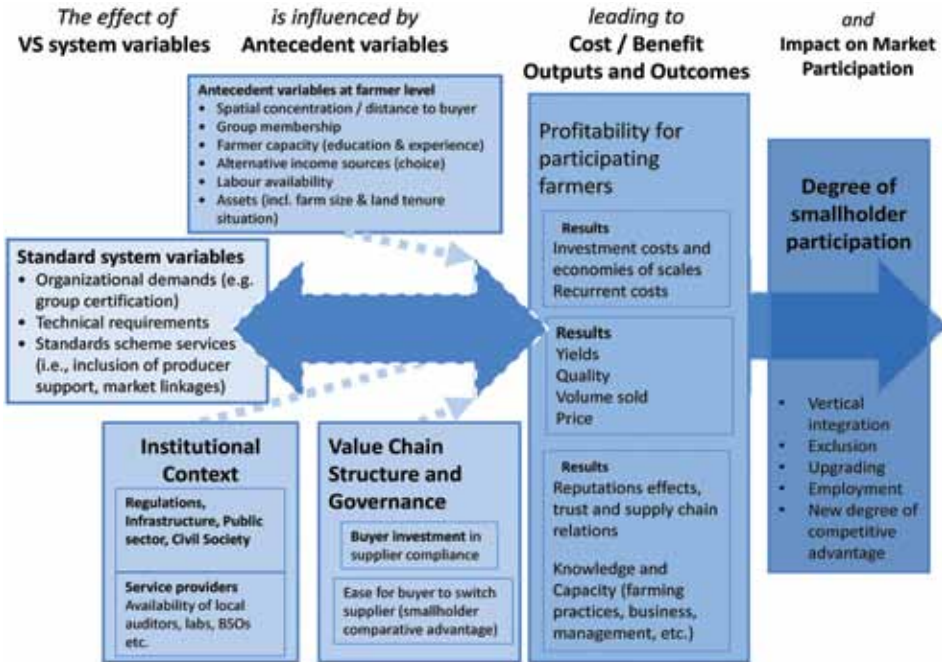 The effect of
VS system variables
is influenced by
Antecedent variables
leading to
Cost / Benefit
Outputs and Outcomes
and
Impact on Market
Participation
Antecedent variables at farmer level
• Spatial concentration / distance to buyer
• Group membership
• Farmer capacity (education & experience)
• Alternative income sources (choice)
• Labour availability
• Assets (incl. farm size & land tenure
situation)
Standard system variables
• Organizational demands (e.g.
group certification)
• Technical requirements
• Standards scheme services
(i.e., inclusion of producer
support, market linkages)
Institutional
Context
Regulations,
Infrastructure, Public
sector, Civil Society
Service providers
Availability of local
auditors, labs, BSOs
etc.
Value Chain
Structure and
Governance
Buyer investment in
supplier compliance
Ease for buyer to switch
supplier (smallholder
comparative advantage)
Profitability for
participating
farmers
Results
Investment costs and
economies of scales
Recurrent costs
Results
Yields
Quality
Volume sold
Price
Results
Reputations effects,
trust and supply chain
relations
Knowledge and
Capacity (farming
practices, business,
management, etc.)
Degree of
smallholder
participation
• Vertical
integration
• Exclusion
• Upgrading
• Employment
• New degree of
competitive
advantage